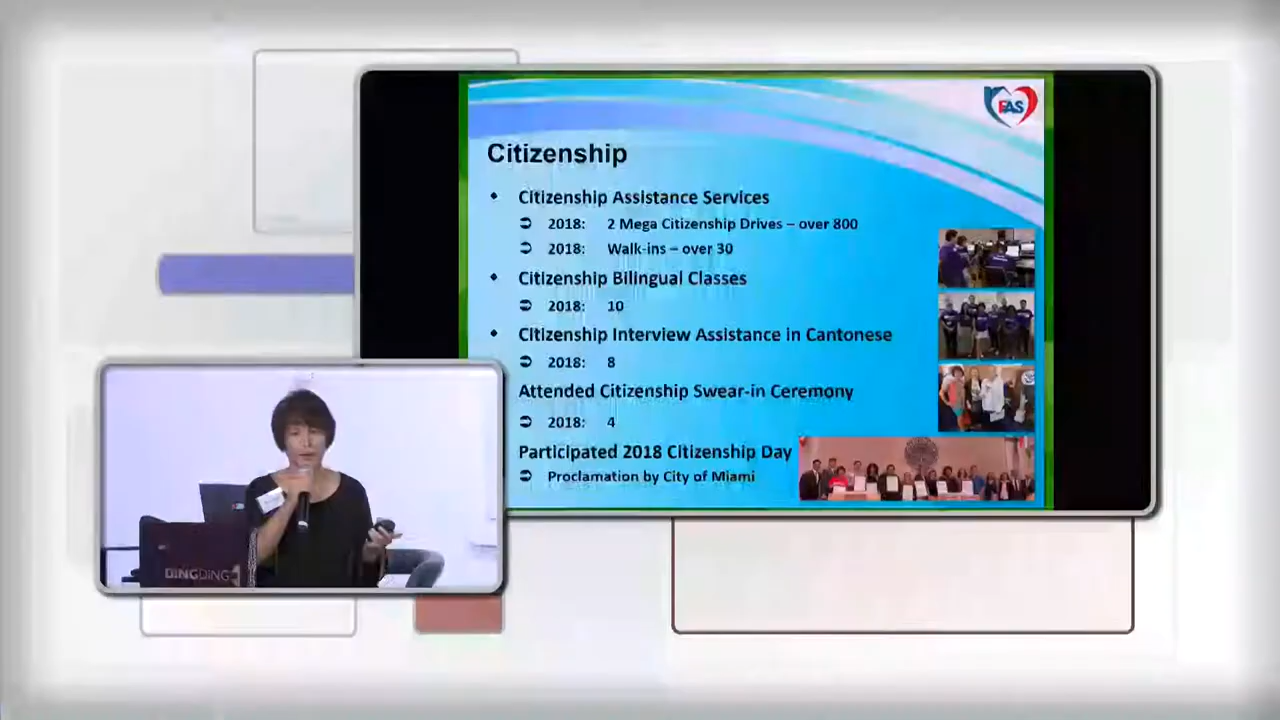 EAS
Citizenship
• Citizenship Assistance Services
➲ 2018: 2 Mega Citizenship Drives – over 800
➲ 2018: Walk-ins – over 30
• Citizenship Bilingual Classes
➲ 2018: 10
• Citizenship Interview Assistance in Cantonese
➲ 2018: 8
Attended Citizenship Swear-in Ceremony
➲ 2018: 4
Participated 2018 Citizenship Day
➲ Proclamation by City of Miami
DINGDING